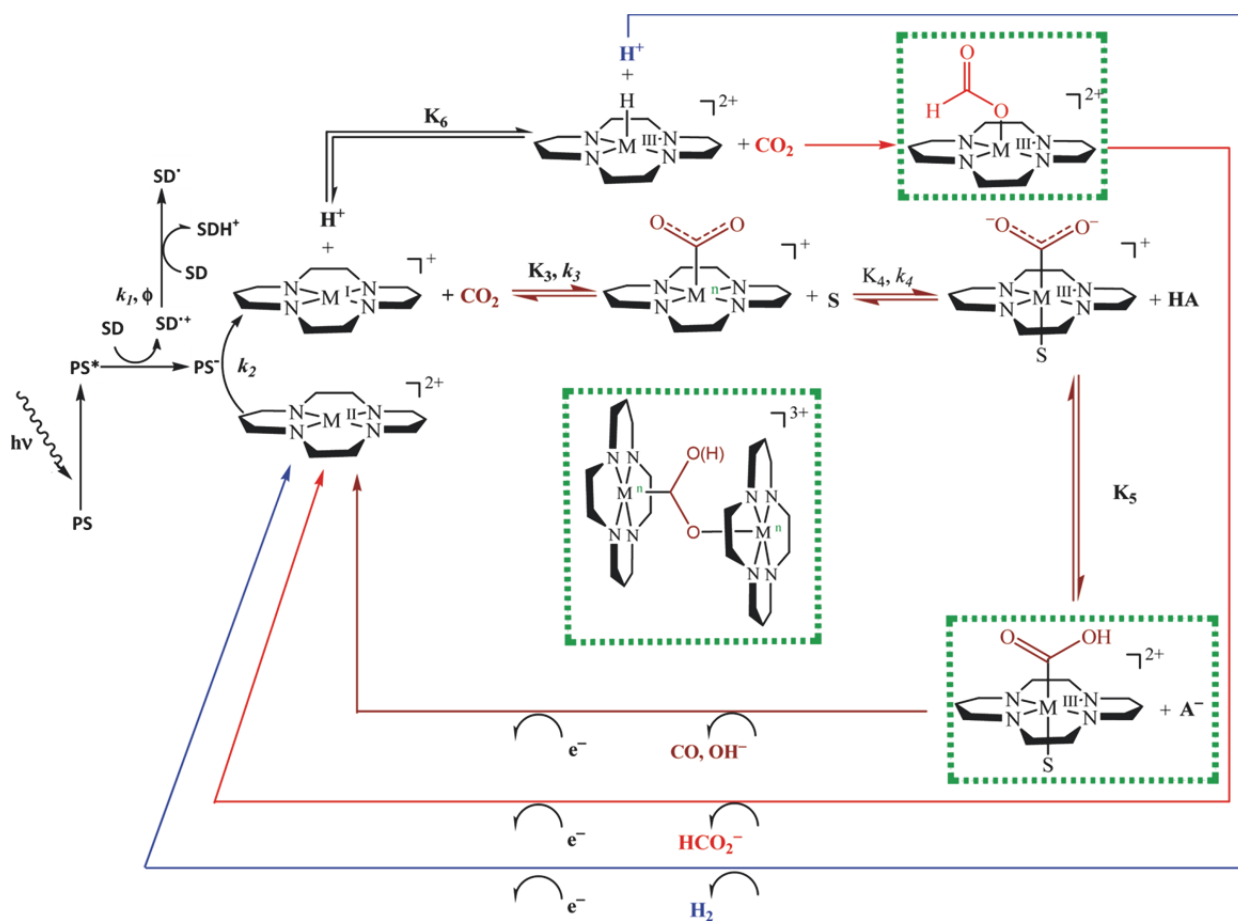 H⁺
+
H
N N N N M III
⌉2+
+ CO₂
O
H O
N N N N M III
⌉2+
K₆
SD•
SDH⁺
SD
k₁, ϕ
SD SD•⁺
PS* PS⁻
hν
PS
k₂
H⁺
+
N N N N M I
⌉+
+ CO₂
K₃, k₃
O O
N N N N M n
⌉+
+ S
K₄, k₄
⁻O O⁻
N N N N M III
S
⌉+
+ HA
N N N N M II
⌉2+
⌉3+
O(H)
N N N N M n
O
N N N N M n
K₅
O OH
N N N N M III
S
⌉2+
+ A⁻
e⁻ CO, OH⁻
e⁻ HCO₂⁻
e⁻ H₂